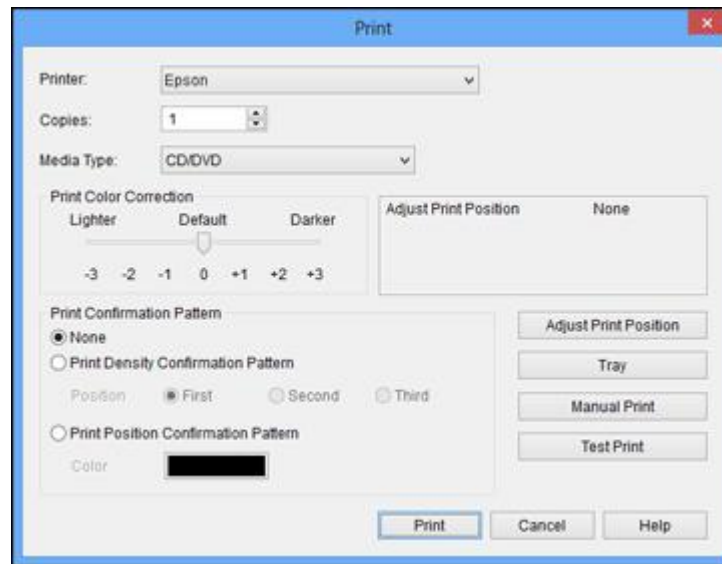 Print
Printer: Epson
Copies: 1
Media Type: CD/DVD
Print Color Correction
Lighter Default Darker
-3 -2 -1 0 +1 +2 +3
Adjust Print Position None
Print Confirmation Pattern
None
Print Density Confirmation Pattern
Position First Second Third
Print Position Confirmation Pattern
Color
Adjust Print Position
Tray
Manual Print
Test Print
Print Cancel Help